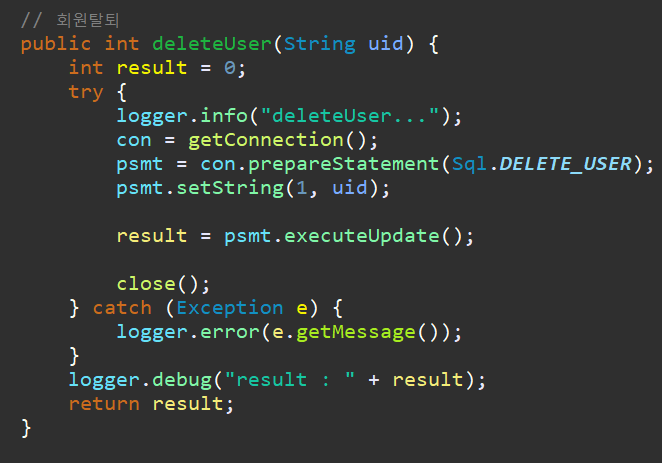 // 회원탈퇴
public int deleteUser(String uid) {
    int result = 0;
    try {
        logger.info("deleteUser...");
        con = getConnection();
        psmt = con.prepareStatement(Sql.DELETE_USER);
        psmt.setString(1, uid);

        result = psmt.executeUpdate();

        close();
    } catch (Exception e) {
        logger.error(e.getMessage());
    }
    logger.debug("result : " + result);
    return result;
}